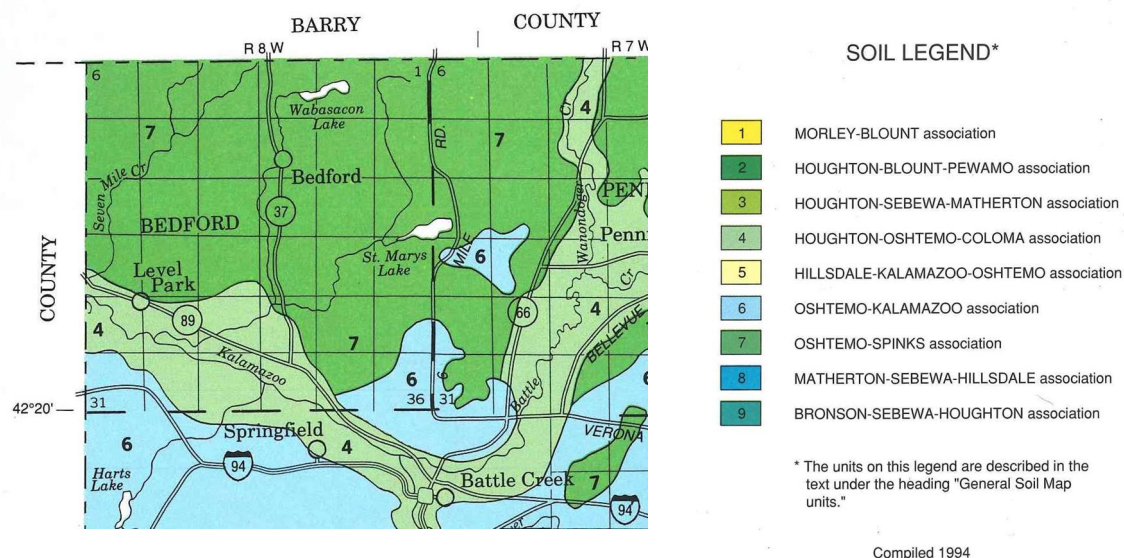 BARRY
COUNTY
R 8 W
R 7 W
6
1
6
4
Wabasacon
Lake
7
RD.
7
Cr
Seven Mile Cr
Bedford
PEN
37
BEDFORD
Wanondoger
Penn
St. Marys
Lake
MILE
6
COUNTY
Level
Park
Cr
4
89
66
4
Kalamazoo
7
BELLEVUE
6
6
6
42°20'
31
36
31
Battle
VERONA
Springfield
6
4
94
Harts
Lake
Battle Creek
7
94
SOIL LEGEND*
1 MORLEY-BLOUNT association
2 HOUGHTON-BLOUNT-PEWAMO association
3 HOUGHTON-SEBEWA-MATHERTON association
4 HOUGHTON-OSHTEMO-COLOMA association
5 HILLSDALE-KALAMAZOO-OSHTEMO association
6 OSHTEMO-KALAMAZOO association
7 OSHTEMO-SPINKS association
8 MATHERTON-SEBEWA-HILLSDALE association
9 BRONSON-SEBEWA-HOUGHTON association
* The units on this legend are described in the
text under the heading "General Soil Map
units."
Compiled 1994